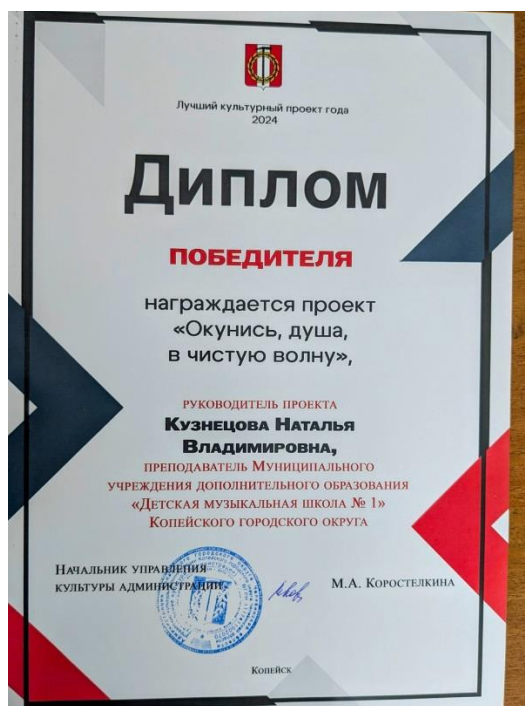 Лучший культурный проект года
2024
Диплом
ПОБЕДИТЕЛЯ
награждается проект
«Окунись, душа,
в чистую волну»,
РУКОВОДИТЕЛЬ ПРОЕКТА
КУЗНЕЦОВА НАТАЛЬЯ
ВЛАДИМИРОВНА,
ПРЕПОДАВАТЕЛЬ МУНИЦИПАЛЬНОГО
УЧРЕЖДЕНИЯ ДОПОЛНИТЕЛЬНОГО ОБРАЗОВАНИЯ
«ДЕТСКАЯ МУЗЫКАЛЬНАЯ ШКОЛА № 1»
КОПЕЙСКОГО ГОРОДСКОГО ОКРУГА
НАЧАЛЬНИК УПРАВЛЕНИЯ
КУЛЬТУРЫ АДМИНИСТРАЦИИ
М.А. КОРОСТЕЛКИНА
КОПЕЙСК